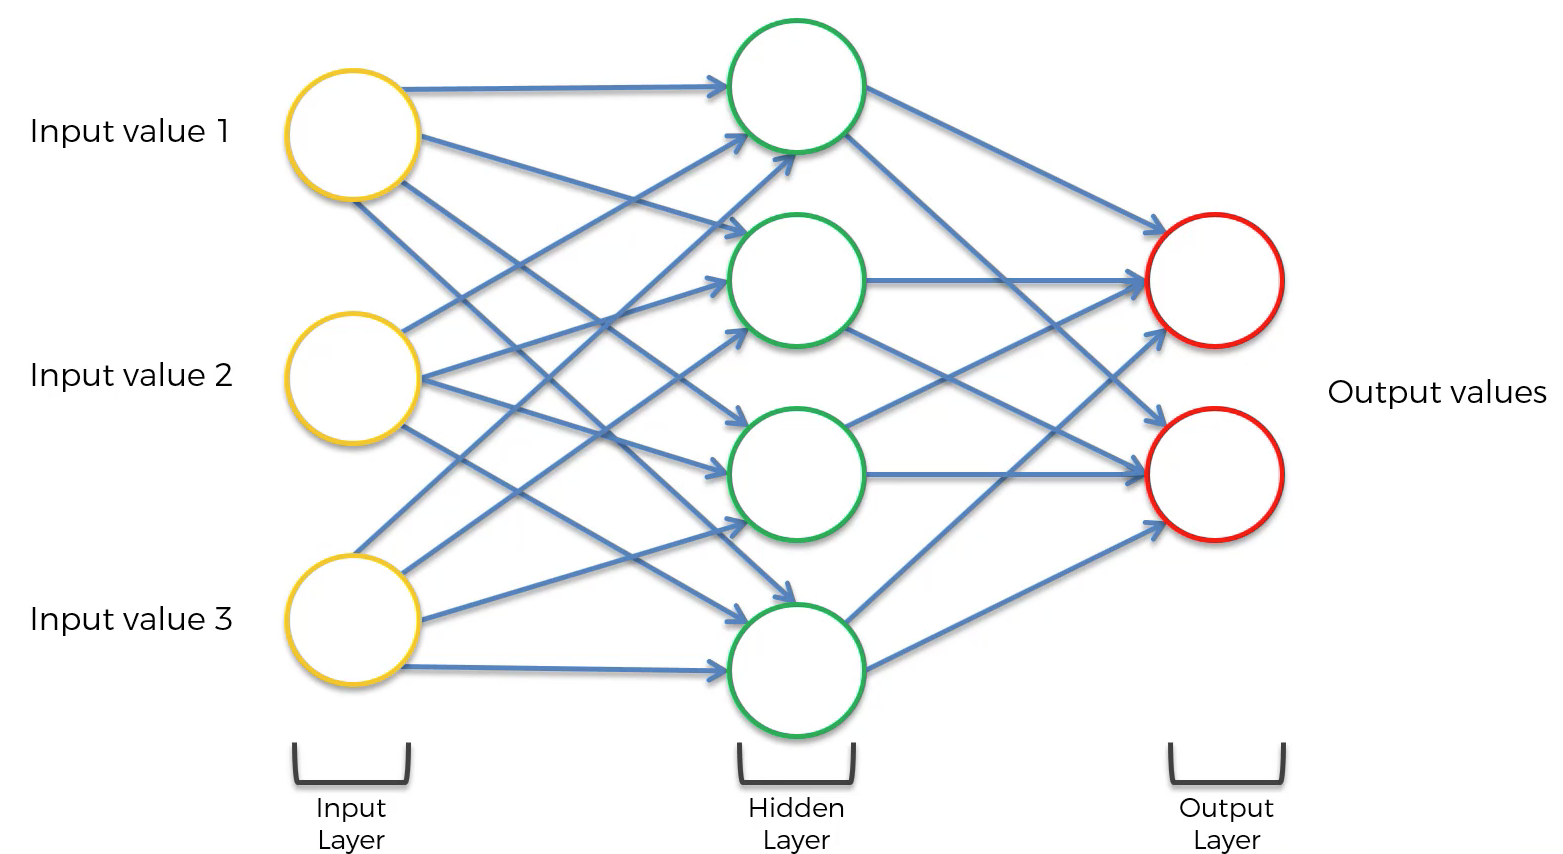 Input value 1
Input value 2
Input value 3
Output values
Input
Layer
Hidden
Layer
Output
Layer